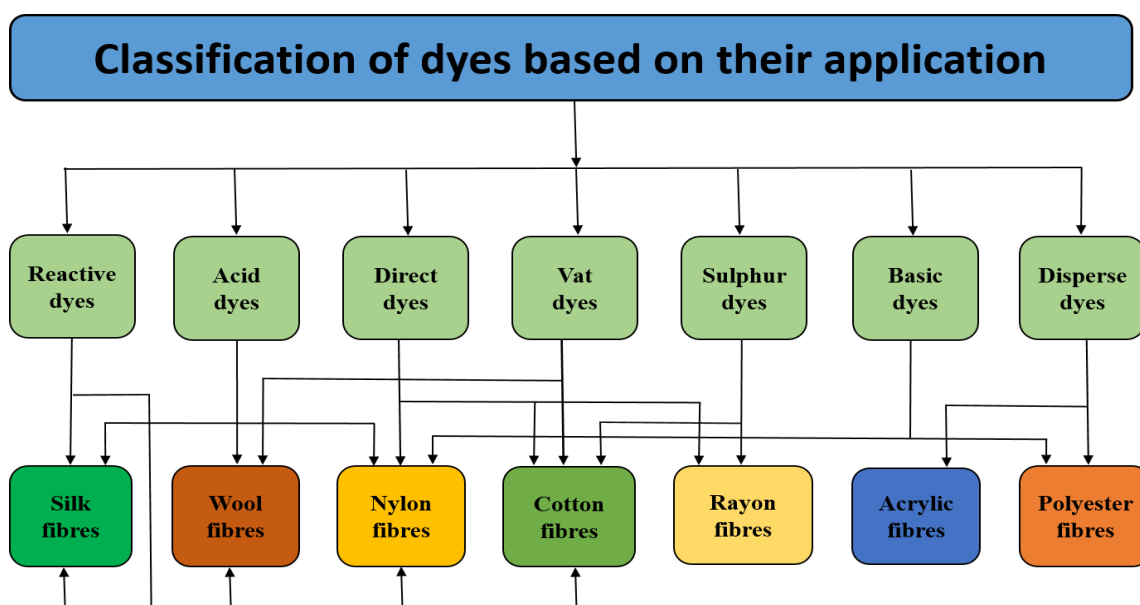 Classification of dyes based on their application
Reactive
dyes
Acid
dyes
Direct
dyes
Vat
dyes
Sulphur
dyes
Basic
dyes
Disperse
dyes
Silk
fibres
Wool
fibres
Nylon
fibres
Cotton
fibres
Rayon
fibres
Acrylic
fibres
Polyester
fibres